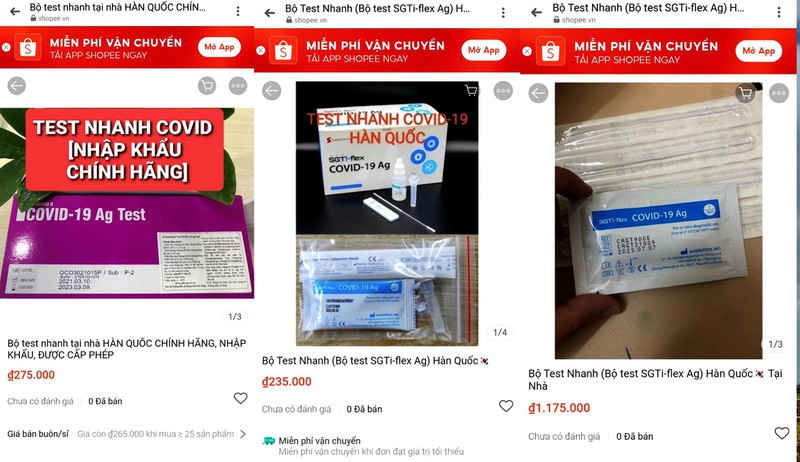 Bộ test nhanh tại nhà HÀN QUỐC CHÍN...
shopee.vn
MIỄN PHÍ VẬN CHUYỂN
TẢI APP SHOPEE NGAY
Mở App
TEST NHANH COVID
[NHẬP KHẨU
CHÍNH HÃNG]
COVID-19 Ag Test
QCO3021015P / Sub : P-2
2021.03.10.
2023.03.09.
1/3
Bộ test nhanh tại nhà HÀN QUỐC CHÍNH HÃNG, NHẬP
KHẨU, ĐƯỢC CẤP PHÉP
₫275.000
Chưa có đánh giá
0 Đã bán
Giá bán buôn/sỉ
Giá còn ₫265.000 khi mua ≥ 25 sản phẩm
Bộ Test Nhanh (Bộ test SGTi-flex Ag) H...
shopee.vn
MIỄN PHÍ VẬN CHUYỂN
TẢI APP SHOPEE NGAY
Mở App
TEST NHANH COVID-19
HÀN QUỐC
SGTi-flex
COVID-19 Ag
COVID-19 Ag
1/4
Bộ Test Nhanh (Bộ test SGTi-flex Ag) Hàn Quốc
₫235.000
Chưa có đánh giá
0 Đã bán
Miễn phí vận chuyển
Miễn phí vận chuyển khi đơn đạt giá trị tối thiểu
Bộ Test Nhanh (Bộ test SGTi-flex Ag) H...
shopee.vn
MIỄN PHÍ VẬN CHUYỂN
TẢI APP SHOPEE NGAY
Mở App
SGTi-flex COVID-19 Ag
2023.07.07
SUGENTECH, INC.
1/3
Bộ Test Nhanh (Bộ test SGTi-flex Ag) Hàn Quốc Tại
Nhà
₫1.175.000
Chưa có đánh giá
0 Đã bán